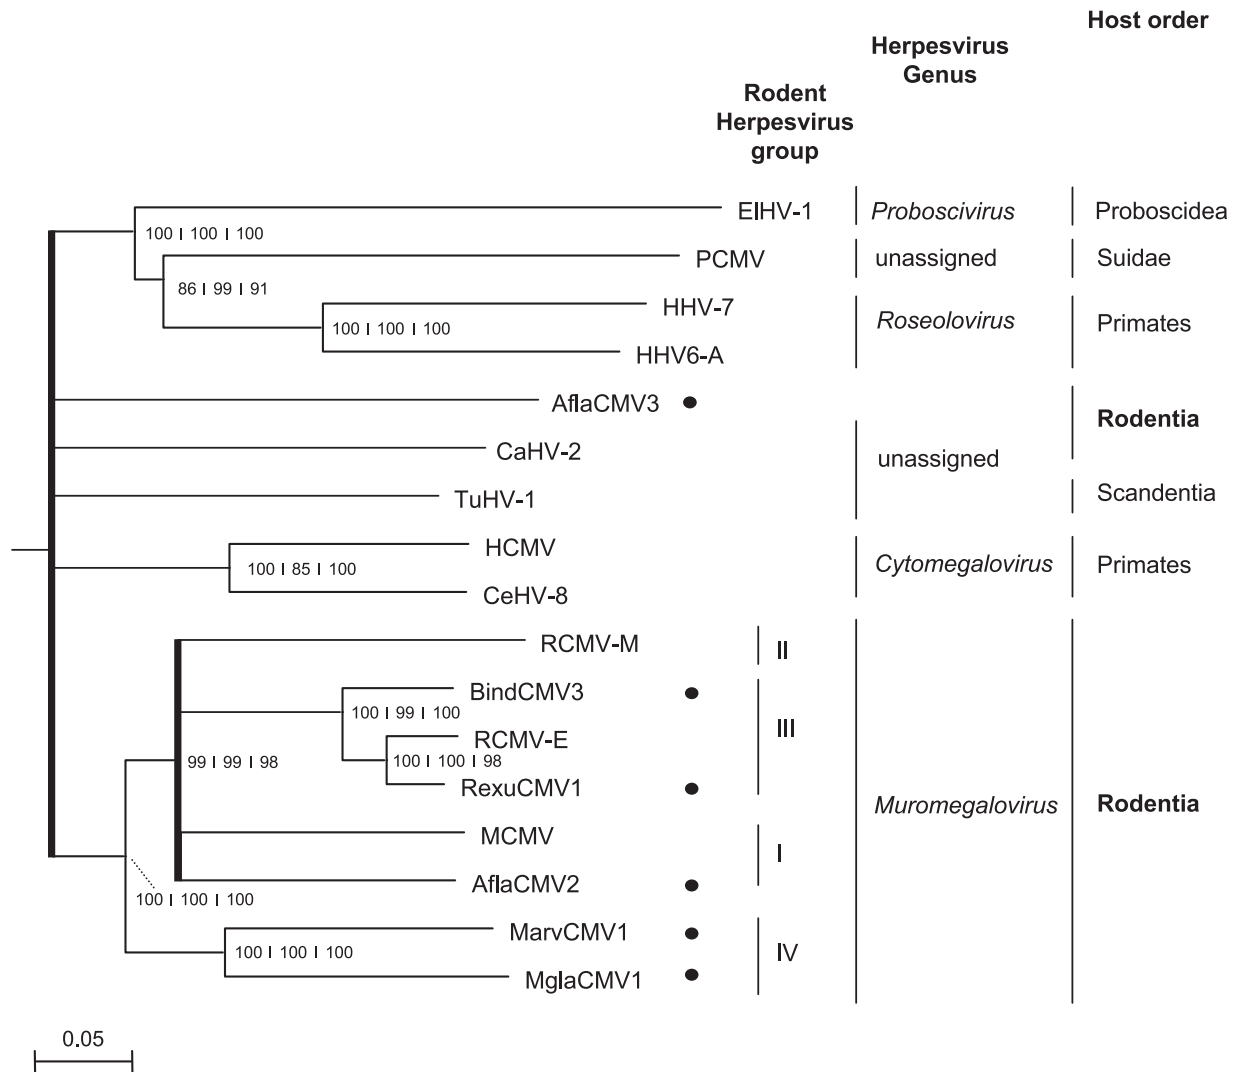 Host order
Herpesvirus
Genus
Rodent
Herpesvirus
group
ElHV-1 Proboscivirus Proboscidea
100 I 100 I 100
PCMV unassigned Suidae
86 I 99 I 91
HHV-7
100 I 100 I 100 Roseolovirus Primates
HHV6-A
AflaCMV3
Rodentia
CaHV-2
unassigned
TuHV-1 Scandentia
HCMV
100 I 85 I 100 Cytomegalovirus Primates
CeHV-8
RCMV-M II
BindCMV3
100 I 99 I 100
III
RCMV-E
99 I 99 I 98 100 I 100 I 98
RexuCMV1
Muromegalovirus Rodentia
MCMV
I
AflaCMV2
100 I 100 I 100
MarvCMV1
100 I 100 I 100 IV
MglaCMV1
0.05